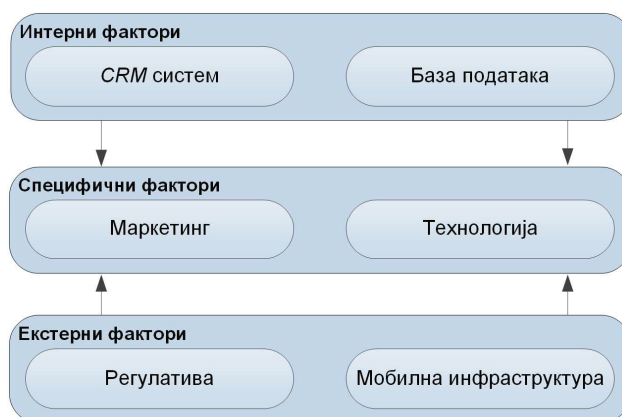 Интерни фактори
CRM систем
База података
Специфични фактори
Маркетинг
Технологија
Екстерни фактори
Регулатива
Мобилна инфраструктура